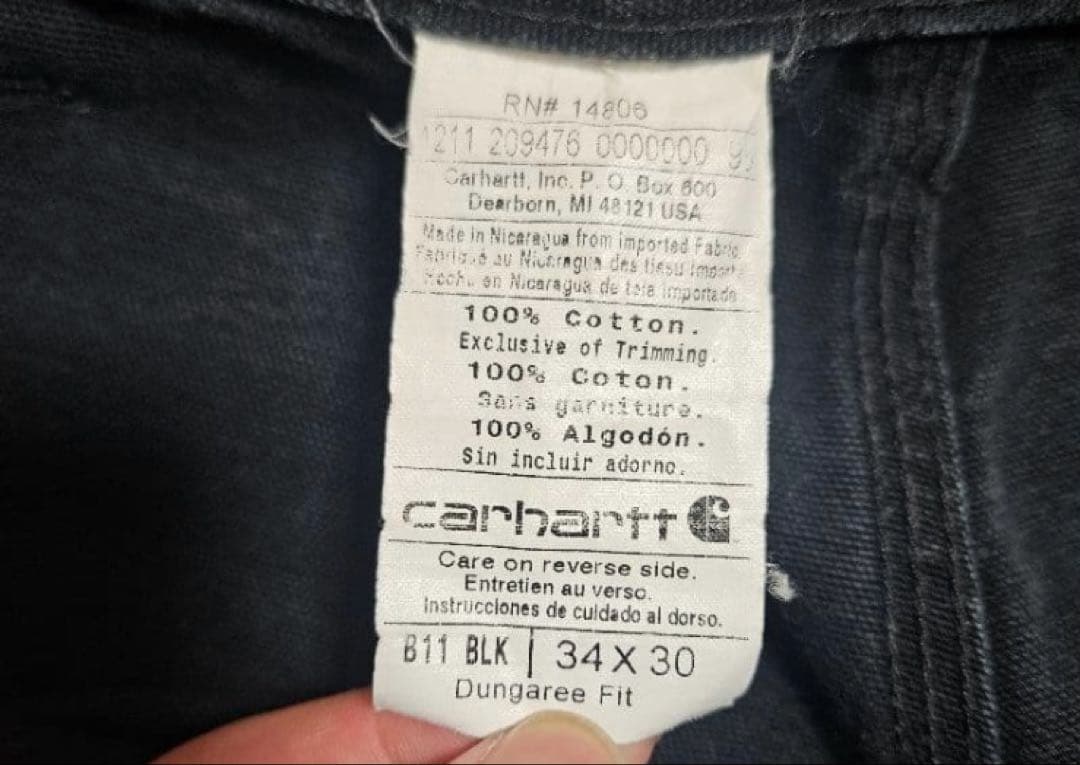 RN# 14806
1211 209476 0000000
Carhartt, Inc. P. O. Box 600
Dearborn, MI 48121 USA
Made in Nicaragua from imported Fabric
Fabriqué au Nicaragua des tissu
Hecho en Nicaragua de tela importada
100% Cotton.
Exclusive of Trimming.
100% Coton.
Sans garniture.
100% Algodón.
Sin incluir adorno.
carhartt
Care on reverse side.
Entretien au verso.
Instrucciones de cuidado al dorso.
B11 BLK | 34 X 30
Dungaree Fit